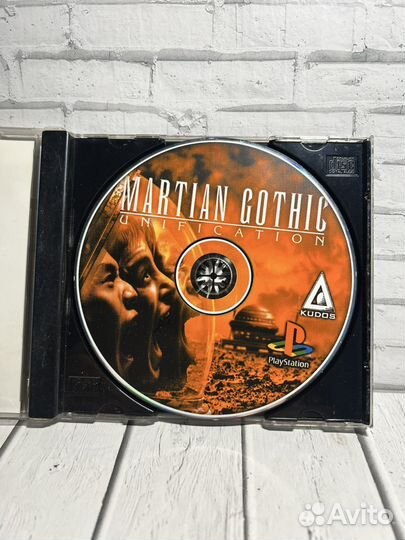 MARTIAN GOTHIC
UNIFICATION
KUDOS
PlayStation
Avito